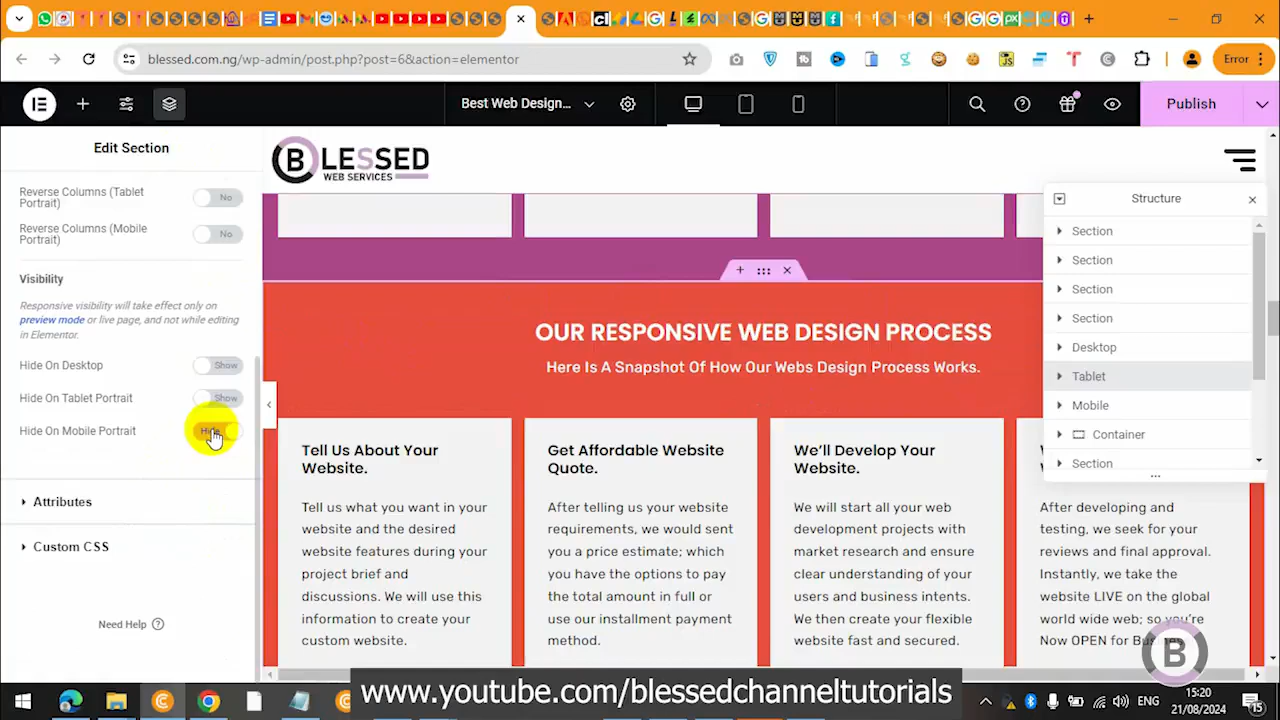 blessed.com.ng/wp-admin/post.php?post=6&action=elementor
Error
Best Web Design...
Publish
Edit Section
BLESSED
WEB SERVICES
Reverse Columns (Tablet
Portrait)
No
Reverse Columns (Mobile
Portrait)
No
Visibility
Responsive visibility will take effect only on
preview mode or live page, and not while editing
in Elementor.
Hide On Desktop
Show
Hide On Tablet Portrait
Show
Hide On Mobile Portrait
Hide
Attributes
Custom CSS
Need Help
OUR RESPONSIVE WEB DESIGN PROCESS
Here Is A Snapshot Of How Our Webs Design Process Works.
Tell Us About Your
Website.
Tell us what you want in your
website and the desired
website features during your
project brief and
discussions. We will use this
information to create your
custom website.
Get Affordable Website
Quote.
After telling us your website
requirements, we would sent
you a price estimate; which
you have the options to pay
the total amount in full or
use our installment payment
method.
We'll Develop Your
Website.
We will start all your web
development projects with
market research and ensure
clear understanding of your
users and business intents.
We then create your flexible
website fast and secured.
After developing and
testing, we seek for your
reviews and final approval.
Instantly, we take the
website LIVE on the global
world wide web; so you're
Now OPEN for
Structure
Section
Section
Section
Section
Desktop
Tablet
Mobile
Container
Section
B
www.youtube.com/blessedchanneltutorials
ENG
15:20
21/08/2024
15